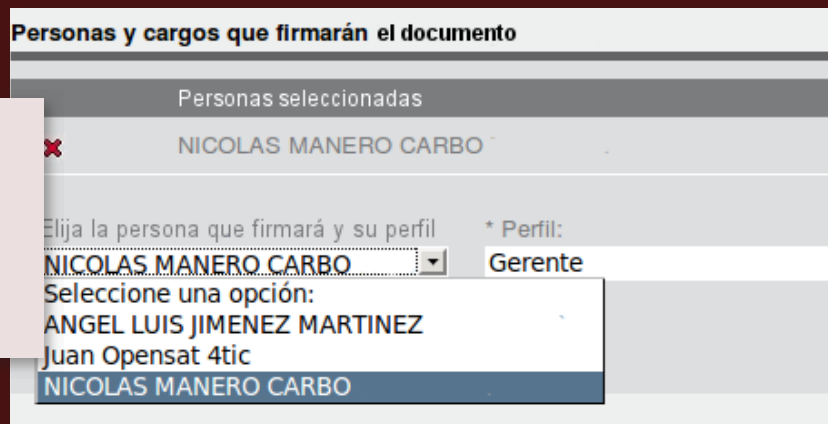 Personas y cargos que firmarán el documento
Personas seleccionadas
NICOLAS MANERO CARBO
Elija la persona que firmará y su perfil
* Perfil:
NICOLAS MANERO CARBO
Gerente
Seleccione una opción:
ANGEL LUIS JIMENEZ MARTINEZ
Juan Opensat 4tic
NICOLAS MANERO CARBO